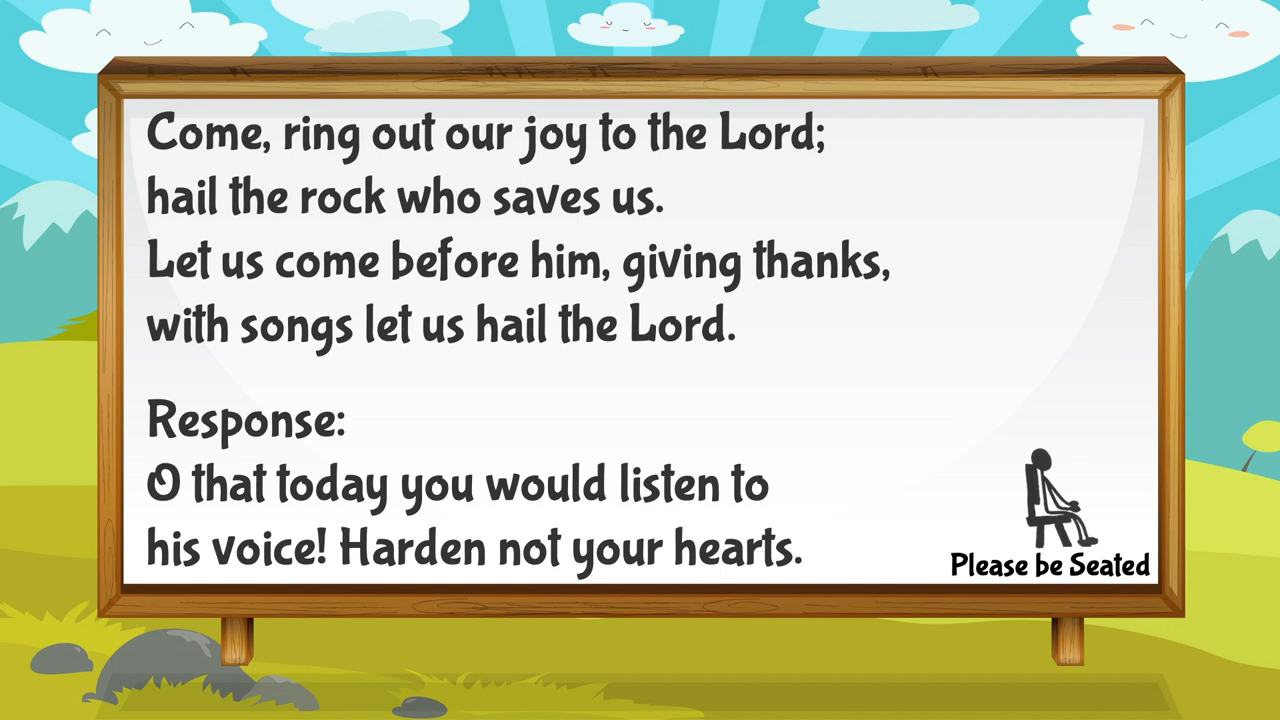 Come, ring out our joy to the Lord;
hail the rock who saves us.
Let us come before him, giving thanks,
with songs let us hail the Lord.
Response:
O that today you would listen to
his voice! Harden not your hearts.
Please be Seated